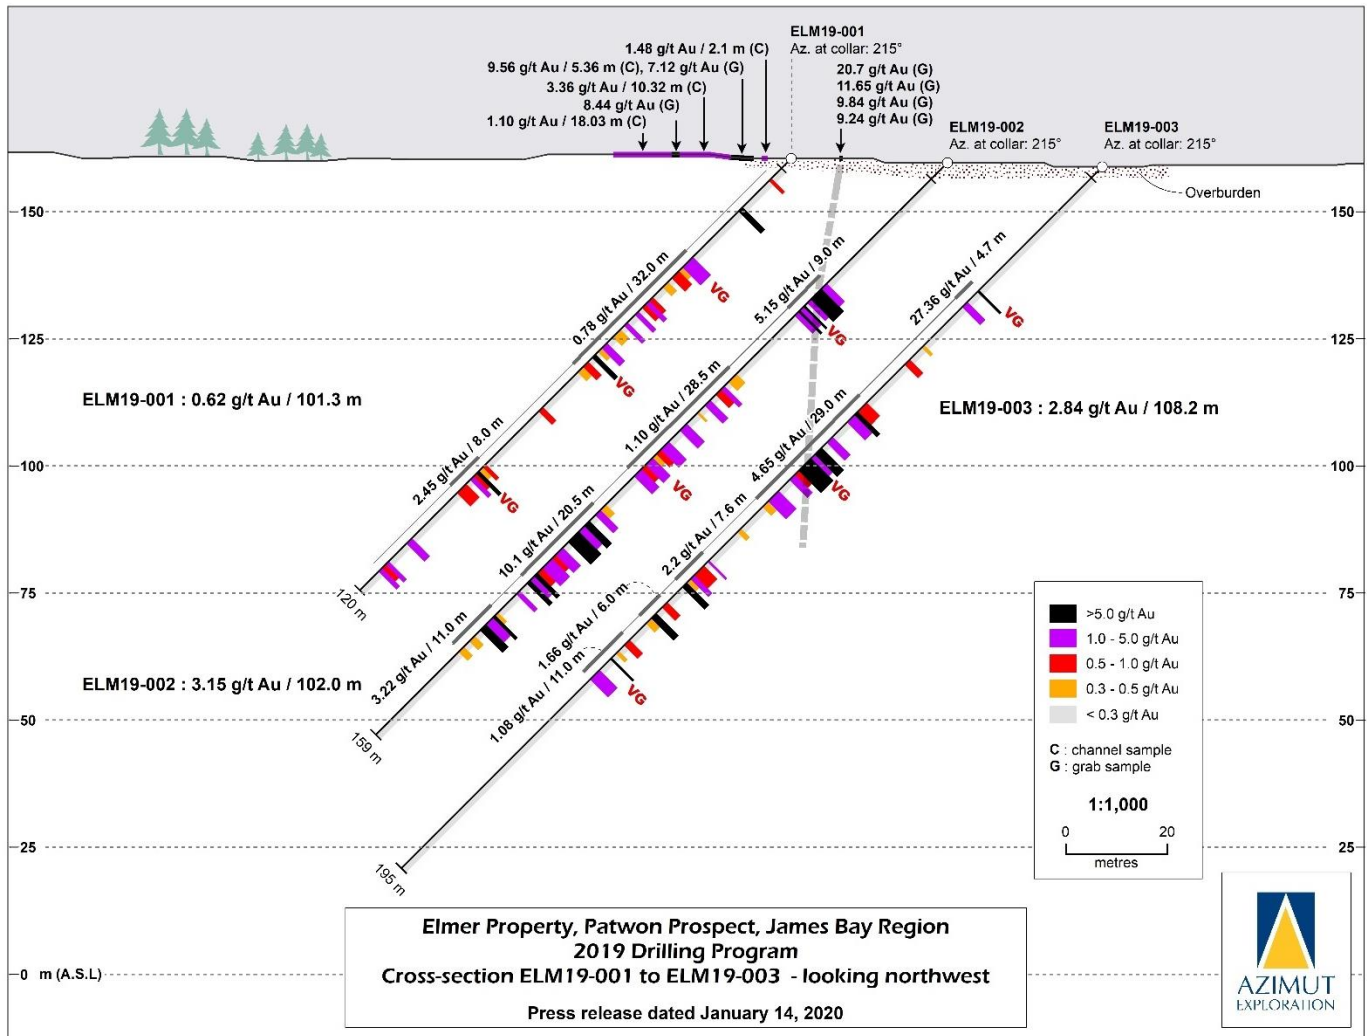 ELM19-001
Az. at collar: 215°
1.48 g/t Au / 2.1 m (C)
9.56 g/t Au / 5.36 m (C), 7.12 g/t Au (G)
3.36 g/t Au / 10.32 m (C)
8.44 g/t Au (G)
1.10 g/t Au / 18.03 m (C)
20.7 g/t Au (G)
11.65 g/t Au (G)
9.84 g/t Au (G)
9.24 g/t Au (G)
ELM19-002
Az. at collar: 215°
ELM19-003
Az. at collar: 215°
Overburden
150
150
0.78 g/t Au / 32.0 m
VG
5.15 g/t Au / 9.0 m
VG
27.36 g/t Au / 4.7 m
VG
125
125
VG
ELM19-001 : 0.62 g/t Au / 101.3 m
ELM19-003 : 2.84 g/t Au / 108.2 m
2.45 g/t Au / 8.0 m
VG
1.10 g/t Au / 28.5 m
VG
4.65 g/t Au / 29.0 m
VG
100
100
10.1 g/t Au / 20.5 m
2.2 g/t Au / 7.6 m
120 m
75
75
3.22 g/t Au / 11.0 m
1.66 g/t Au / 6.0 m
1.08 g/t Au / 11.0 m
VG
ELM19-002 : 3.15 g/t Au / 102.0 m
50
50
159 m
>5.0 g/t Au
1.0 - 5.0 g/t Au
0.5 - 1.0 g/t Au
0.3 - 0.5 g/t Au
< 0.3 g/t Au
C : channel sample
G : grab sample
1:1,000
0 20
metres
25
25
195 m
Elmer Property, Patwon Prospect, James Bay Region
2019 Drilling Program
Cross-section ELM19-001 to ELM19-003 - looking northwest
Press release dated January 14, 2020
0 m (A.S.L)
AZIMUT
EXPLORATION